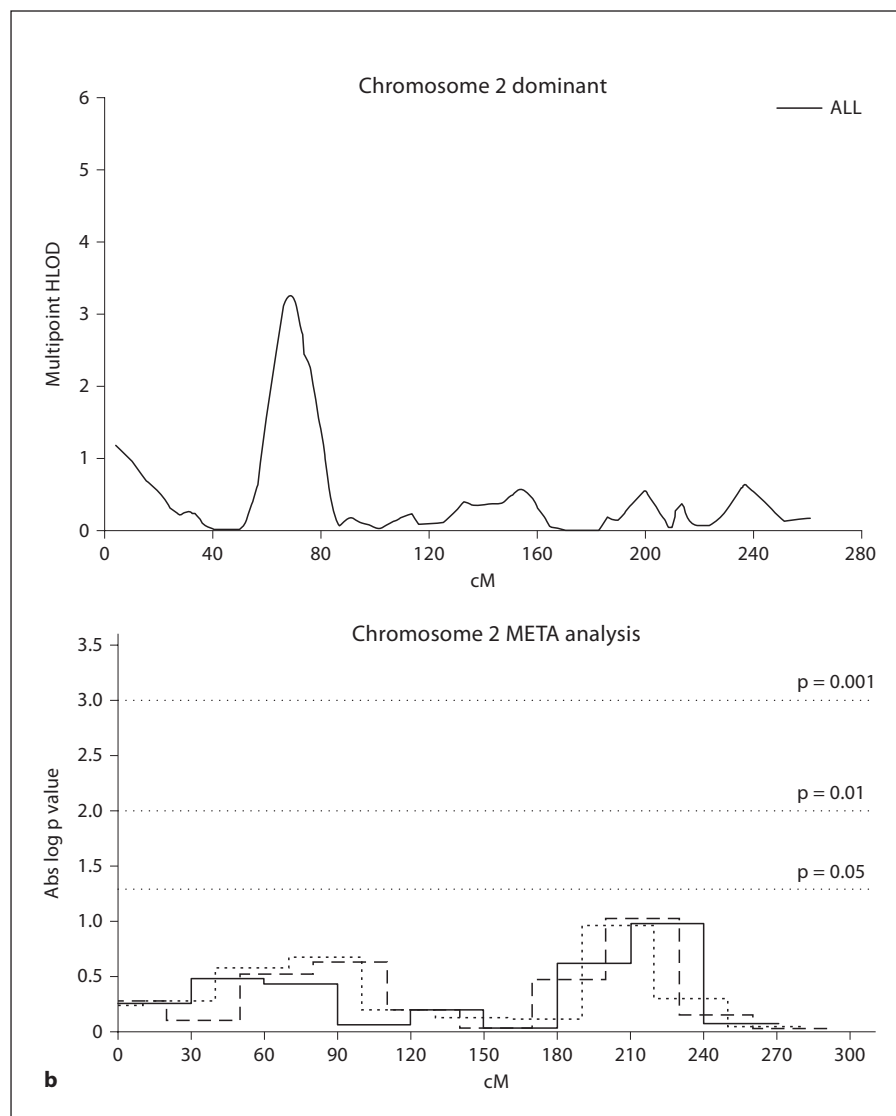 Chromosome 2 dominant
ALL
Multipoint HLOD
6
5
4
3
2
1
0
0 40 80 120 160 200 240 280
cM
Chromosome 2 META analysis
Abs log p value
3.5
3.0
2.5
2.0
1.5
1.0
0.5
0
p = 0.001
p = 0.01
p = 0.05
0 30 60 90 120 150 180 210 240 270 300
cM
b